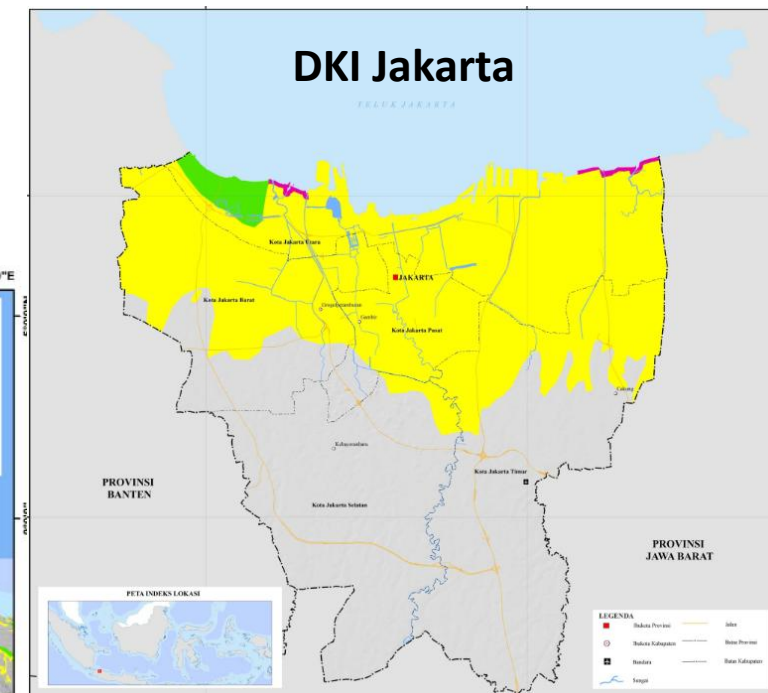 DKI Jakarta
TELUK JAKARTA
Kota Jakarta Utara
JAKARTA
Kota Jakarta Barat
Gambir
Kota Jakarta Pusat
Cakung
Kota Jakarta Timur
Kota Jakarta Selatan
PROVINSI
BANTEN
PROVINSI
JAWA BARAT
PETA INDEKS LOKASI
LEGENDA
Ibukota Provinsi
Jalan
Ibukota Kabupaten
Batas Provinsi
Bandara
Batas Kabupaten
Sungai